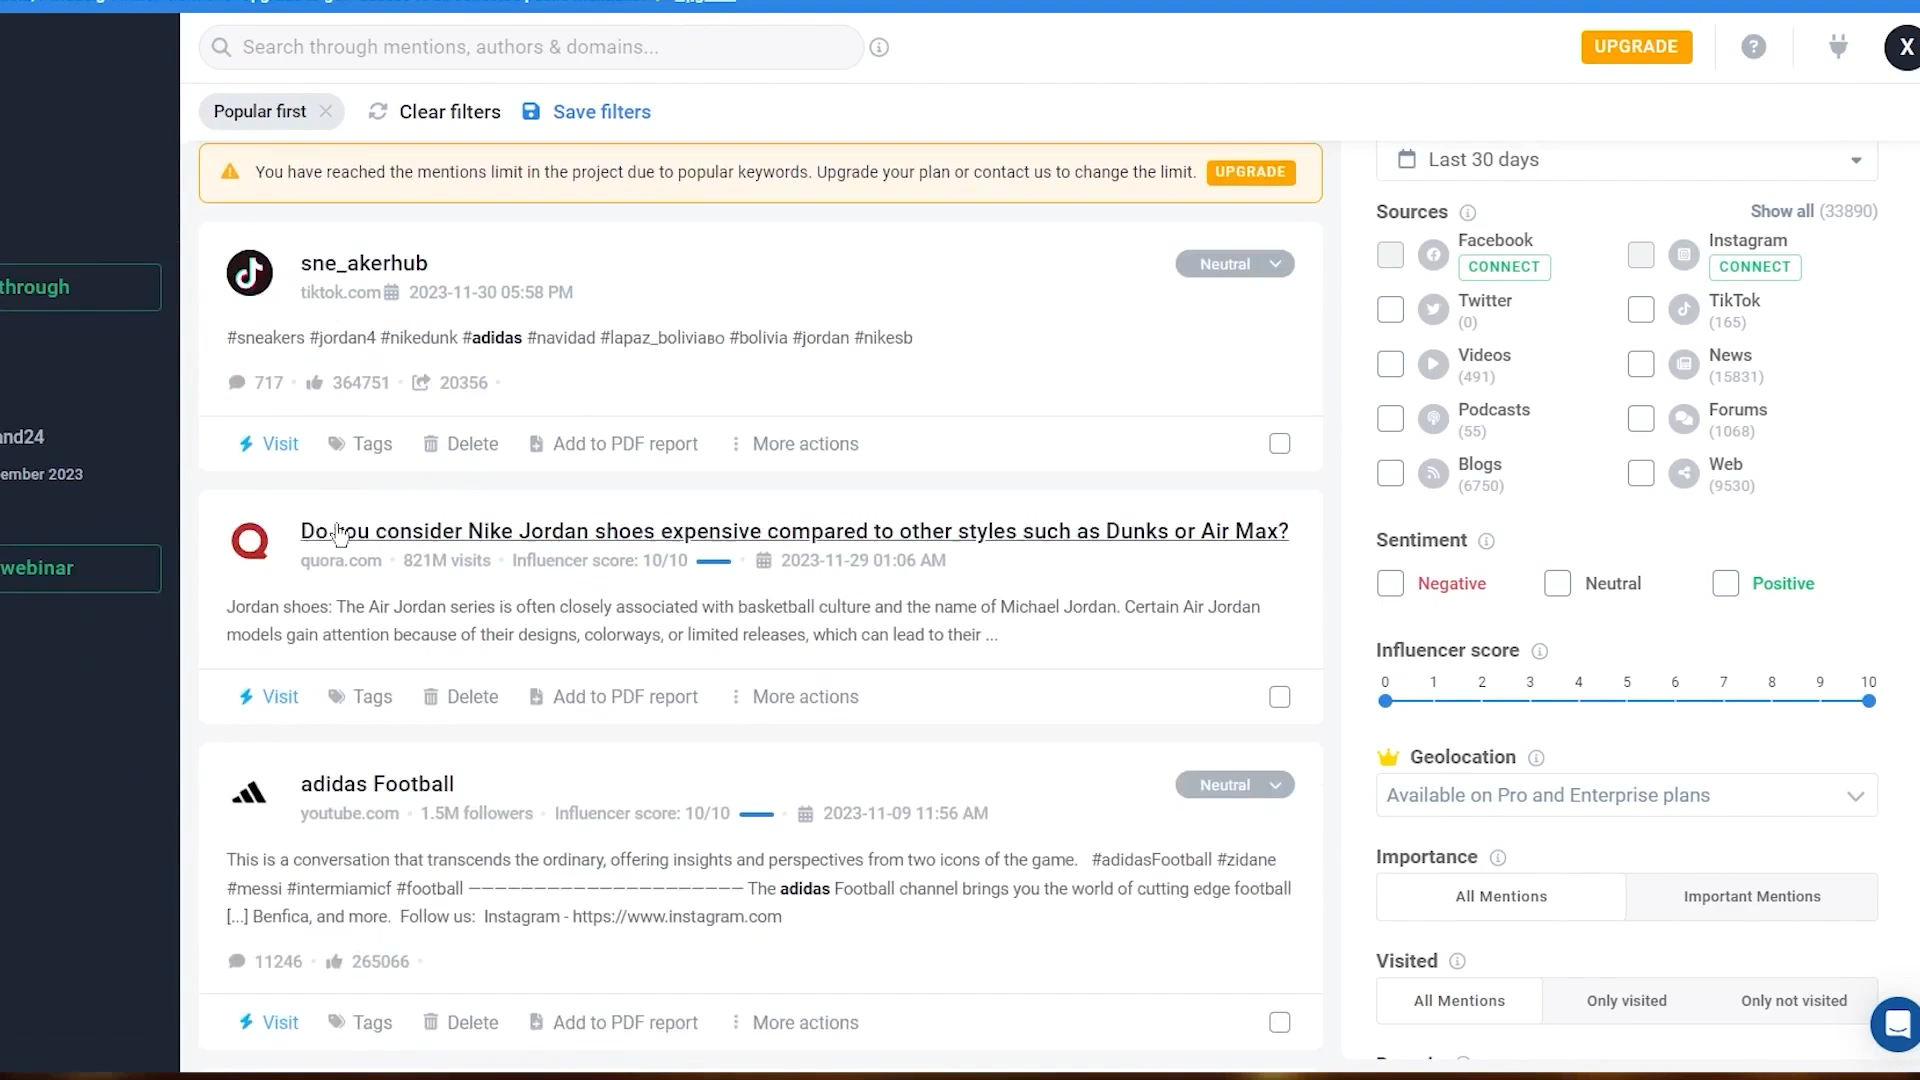 Search through mentions, authors & domains...
UPGRADE
?
X
Popular first
Clear filters
Save filters
You have reached the mentions limit in the project due to popular keywords. Upgrade your plan or contact us to change the limit. UPGRADE
through
and24
ember 2023
webinar
sne_akerhub
Neutral
tiktok.com 2023-11-30 05:58 PM
#sneakers #jordan4 #nikedunk #adidas #navidad #lapaz_boliviaвo #bolivia #jordan #nikesb
717 · 364751 · 20356 ·
Visit Tags Delete Add to PDF report More actions
Do you consider Nike Jordan shoes expensive compared to other styles such as Dunks or Air Max?
quora.com · 821M visits · Influencer score: 10/10 · 2023-11-29 01:06 AM
Jordan shoes: The Air Jordan series is often closely associated with basketball culture and the name of Michael Jordan. Certain Air Jordan
models gain attention because of their designs, colorways, or limited releases, which can lead to their ...
Visit Tags Delete Add to PDF report More actions
adidas Football
Neutral
youtube.com · 1.5M followers · Influencer score: 10/10 · 2023-11-09 11:56 AM
This is a conversation that transcends the ordinary, offering insights and perspectives from two icons of the game. #adidasFootball #zidane
#messi #intermiamicf #football —————————————————————— The adidas Football channel brings you the world of cutting edge football
[...] Benfica, and more. Follow us: Instagram - https://www.instagram.com
11246 · 265066 ·
Visit Tags Delete Add to PDF report More actions
Last 30 days
Sources
Show all (33890)
Facebook
CONNECT
Instagram
CONNECT
Twitter
(0)
TikTok
(165)
Videos
(491)
News
(15831)
Podcasts
(55)
Forums
(1068)
Blogs
(6750)
Web
(9530)
Sentiment
Negative Neutral Positive
Influencer score
0 1 2 3 4 5 6 7 8 9 10
Geolocation
Available on Pro and Enterprise plans
Importance
All Mentions Important Mentions
Visited
All Mentions Only visited Only not visited